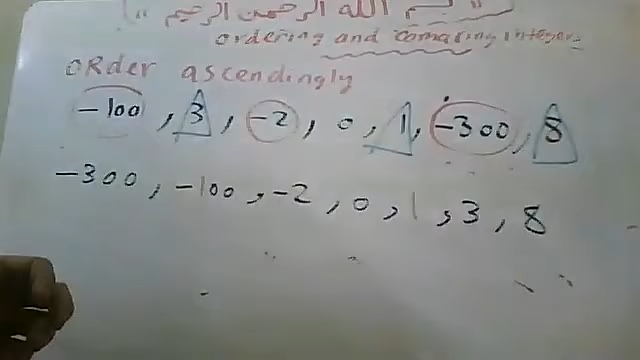 " بسم الله الرحمن الرحيم "
ordering and comaring integers
ORder ascendingly
-100 , 3 , -2 , 0 , 1 , -300 , 8
-300 , -100 , -2 , 0 , 1 , 3 , 8